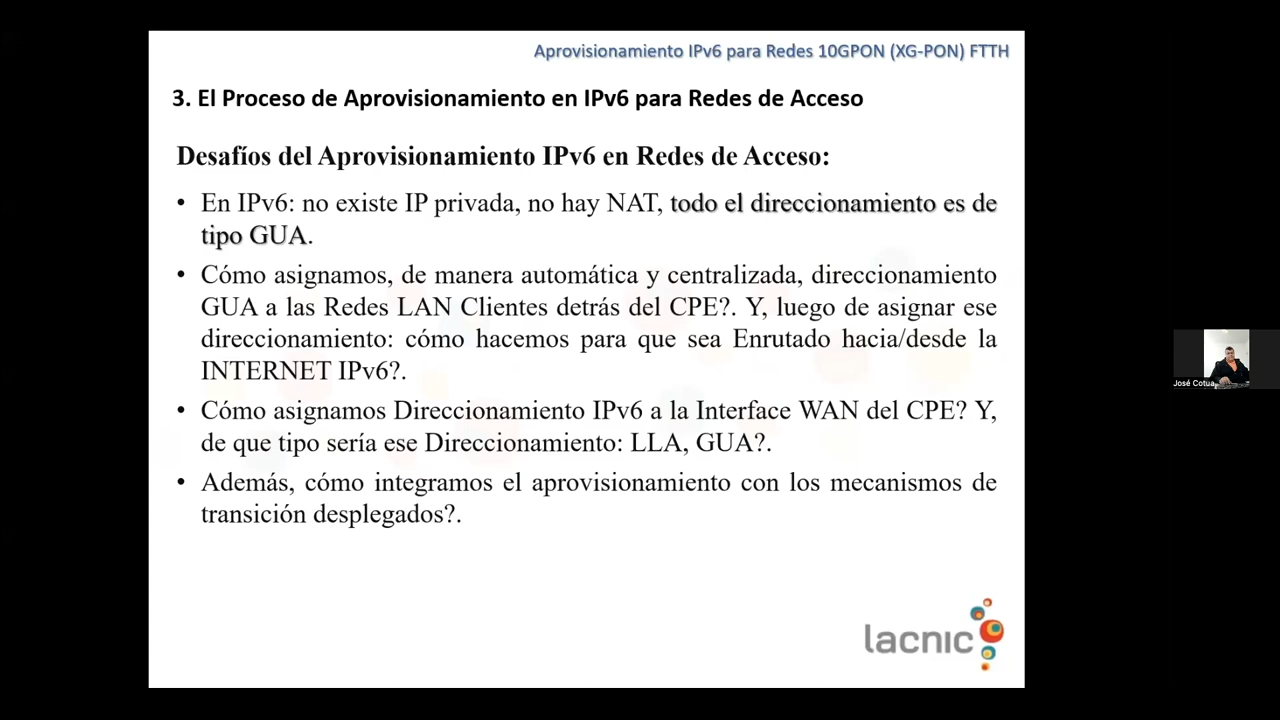 Aprovisionamiento IPv6 para Redes 10GPON (XG-PON) FTTH
3. El Proceso de Aprovisionamiento en IPv6 para Redes de Acceso
Desafíos del Aprovisionamiento IPv6 en Redes de Acceso:
• En IPv6: no existe IP privada, no hay NAT, todo el direccionamiento es de
tipo GUA.
• Cómo asignamos, de manera automática y centralizada, direccionamiento
GUA a las Redes LAN Clientes detrás del CPE?. Y, luego de asignar ese
direccionamiento: cómo hacemos para que sea Enrutado hacia/desde la
INTERNET IPv6?.
• Cómo asignamos Direccionamiento IPv6 a la Interface WAN del CPE? Y,
de que tipo sería ese Direccionamiento: LLA, GUA?.
• Además, cómo integramos el aprovisionamiento con los mecanismos de
transición desplegados?.
lacnic
José Cotua